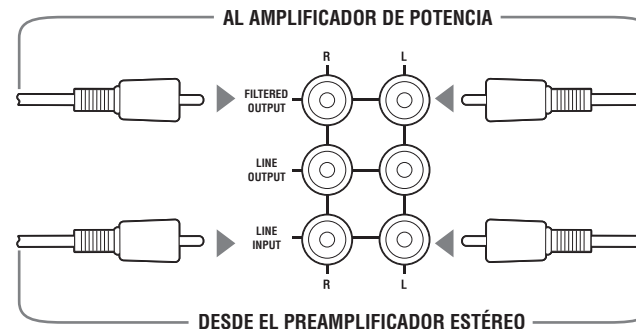 AL AMPLIFICADOR DE POTENCIA
R L
FILTERED
OUTPUT
LINE
OUTPUT
LINE
INPUT
R L
DESDE EL PREAMPLIFICADOR ESTÉREO